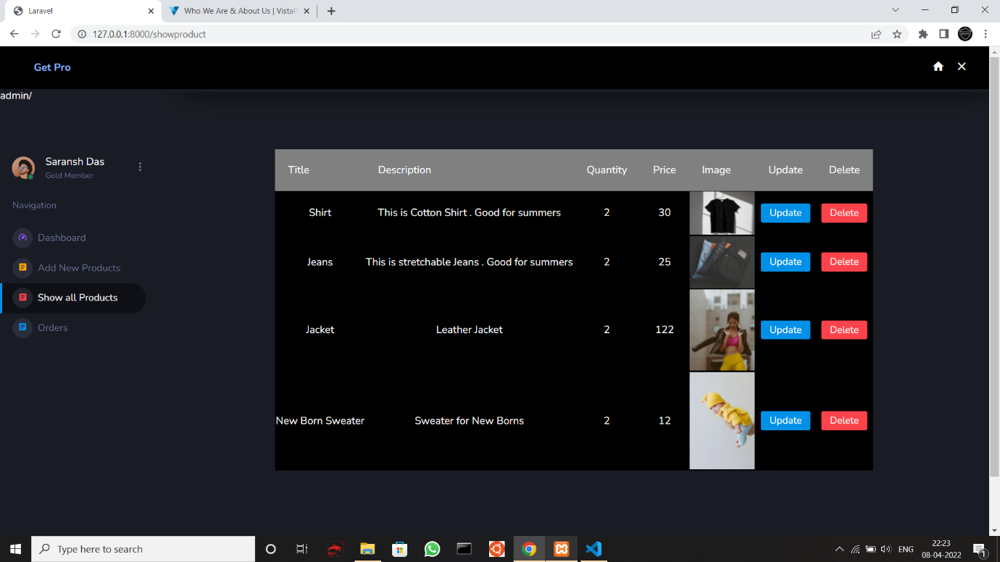 Laravel
Who We Are & About Us | VistaP
127.0.0.1:8000/showproduct
Get Pro
admin/
Saransh Das
Gold Member
Navigation
Dashboard
Add New Products
Show all Products
Orders
Title Description Quantity Price Image Update Delete
Shirt This is Cotton Shirt . Good for summers 2 30 Update Delete
Jeans This is stretchable Jeans . Good for summers 2 25 Update Delete
Jacket Leather Jacket 2 122 Update Delete
New Born Sweater Sweater for New Borns 2 12 Update Delete
Type here to search
ENG
22:23
08-04-2022
1